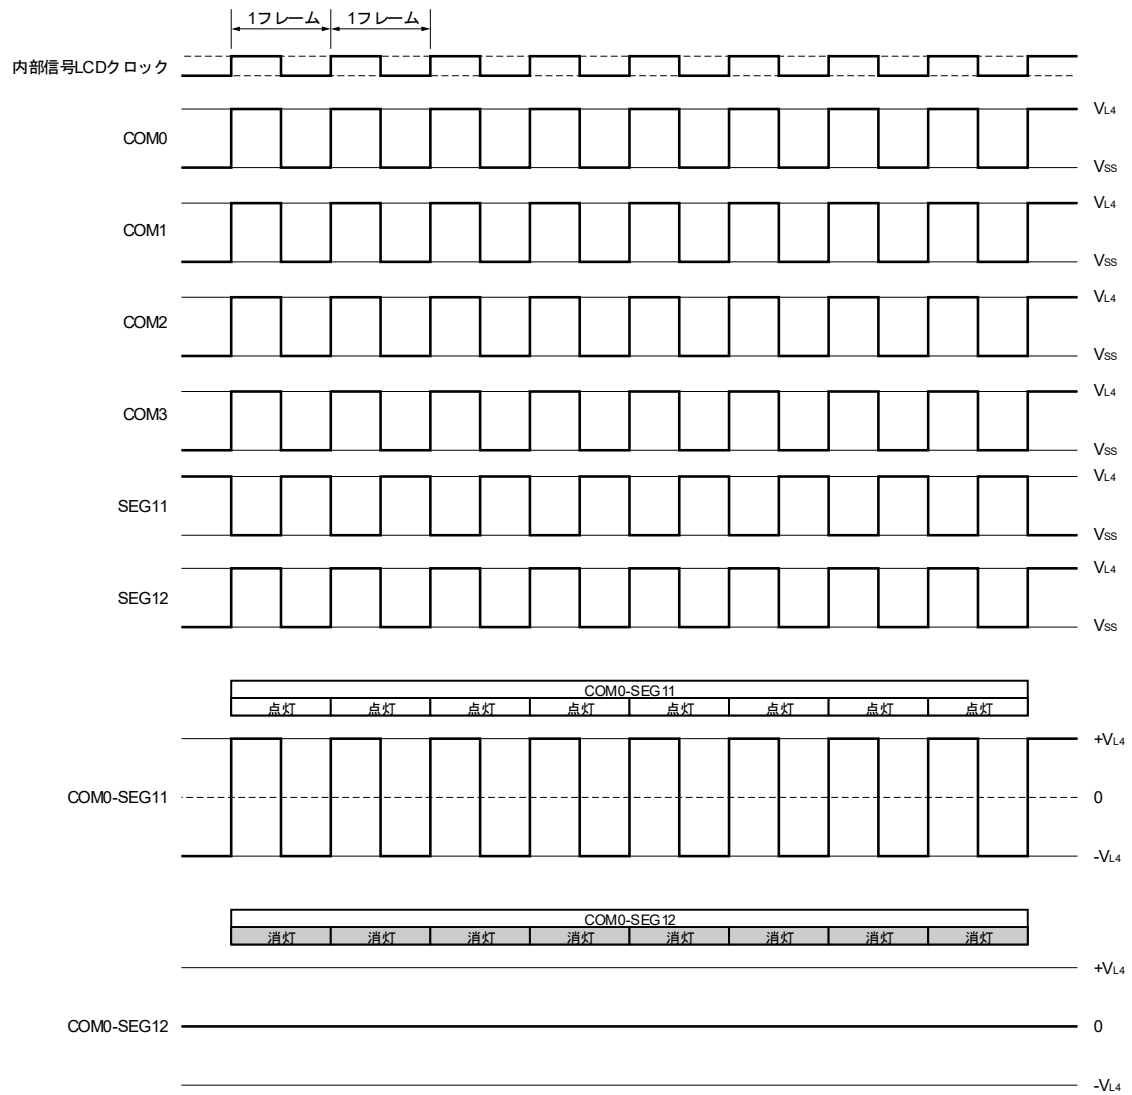 1フレーム 1フレーム
内部信号LCDクロック
VL4
COM0
VSS
VL4
COM1
VSS
VL4
COM2
VSS
VL4
COM3
VSS
VL4
SEG11
VSS
VL4
SEG12
VSS
COM0-SEG11
点灯 点灯 点灯 点灯 点灯 点灯 点灯 点灯
+VL4
COM0-SEG11 0
-VL4
COM0-SEG12
消灯 消灯 消灯 消灯 消灯 消灯 消灯 消灯
+VL4
COM0-SEG12 0
-VL4